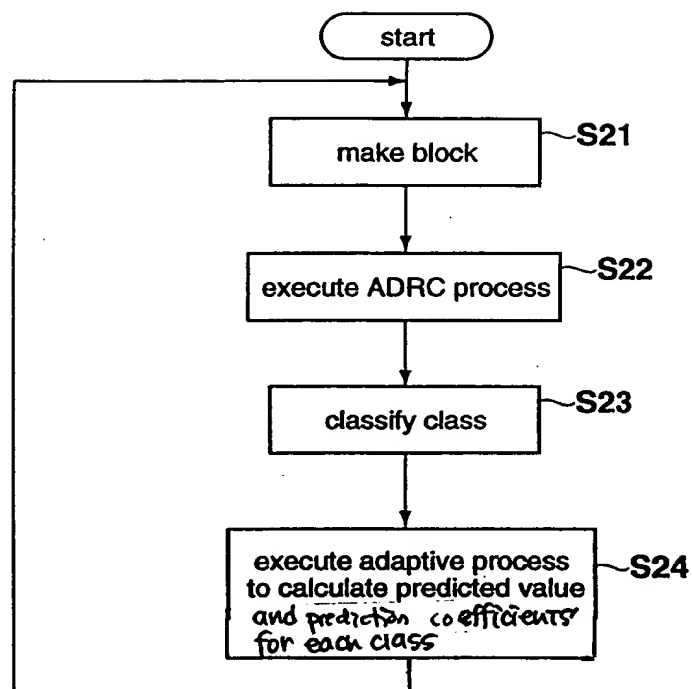 start
make block
S21
execute ADRC process
S22
classify class
S23
execute adaptive process
to calculate predicted value
and prediction coefficients
for each class
S24